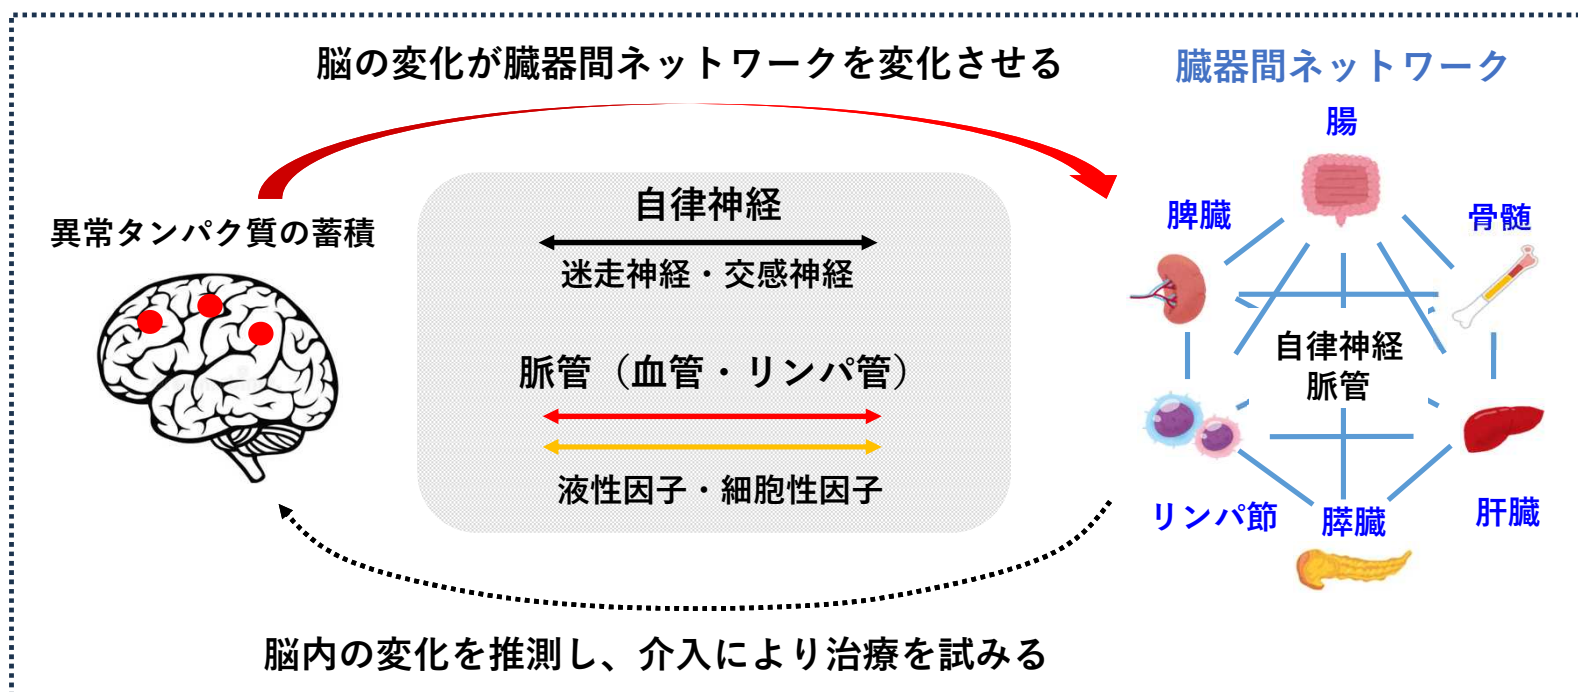 脳の変化が臓器間ネットワークを変化させる
臓器間ネットワーク
異常タンパク質の蓄積
自律神経
迷走神経・交感神経
脈管（血管・リンパ管）
液性因子・細胞性因子
腸
脾臓
骨髄
自律神経
脈管
リンパ節
膵臓
肝臓
脳内の変化を推測し、介入により治療を試みる